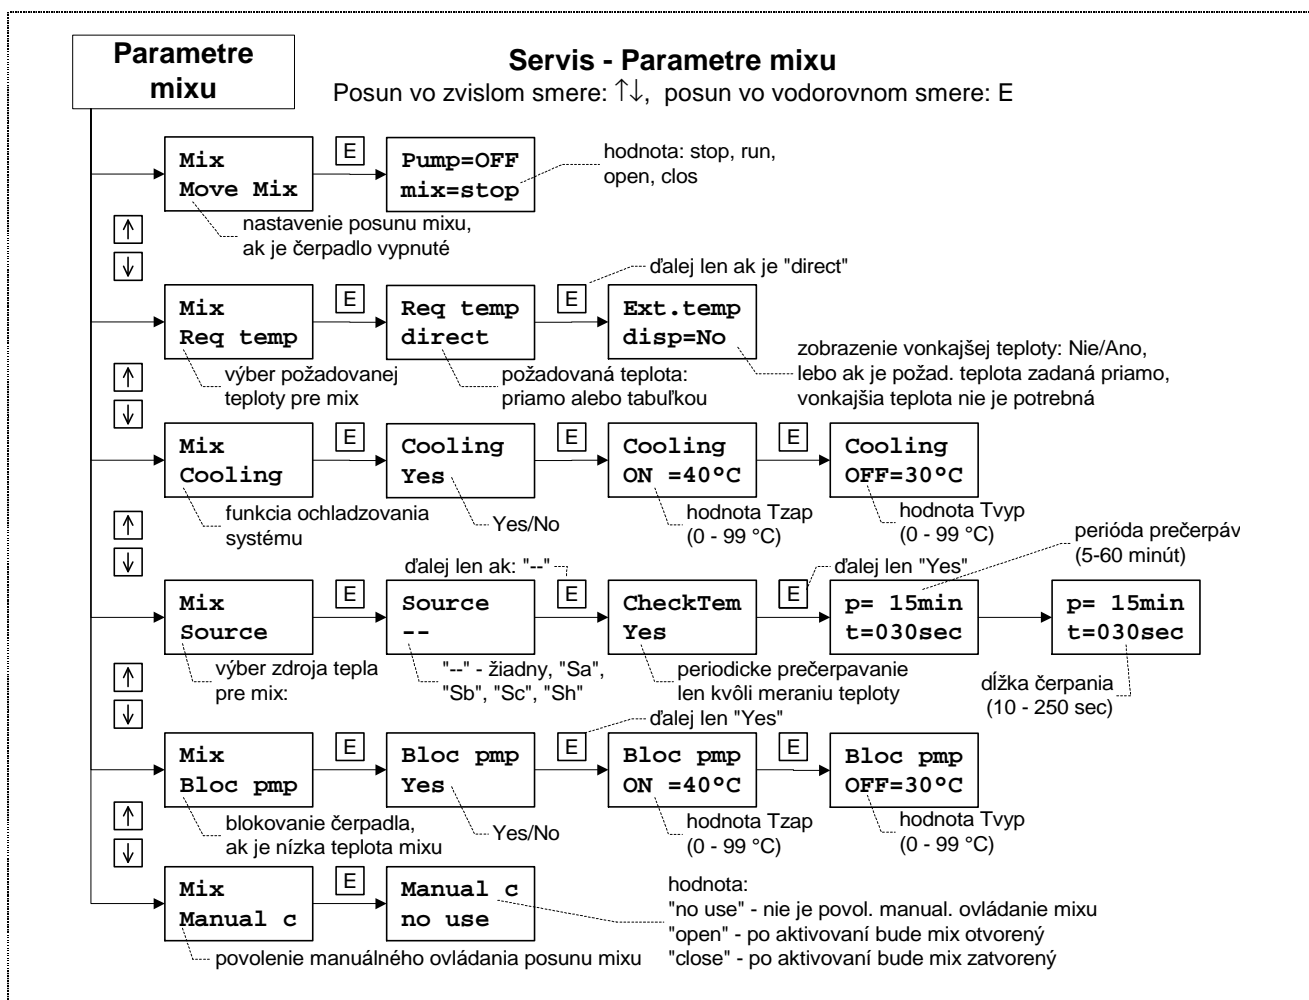 Parametre
mixu
Servis - Parametre mixu
Posun vo zvislom smere: ↑↓, posun vo vodorovnom smere: E
Mix
Move Mix
E
Pump=OFF
mix=stop
hodnota: stop, run,
open, clos
nastavenie posunu mixu,
ak je čerpadlo vypnuté
↑
↓
Mix
Req temp
E
Req temp
direct
E
ďalej len ak je "direct"
Ext.temp
disp=No
výber požadovanej
teploty pre mix
požadovaná teplota:
priamo alebo tabuľkou
zobrazenie vonkajšej teploty: Nie/Ano,
lebo ak je požad. teplota zadaná priamo,
vonkajšia teplota nie je potrebná
↑
↓
Mix
Cooling
E
Cooling
Yes
E
Cooling
ON =40°C
E
Cooling
OFF=30°C
funkcia ochladzovania
systému
Yes/No
hodnota Tzap
(0 - 99 °C)
hodnota Tvyp
(0 - 99 °C)
↑
↓
Mix
Source
E
Source
--
ďalej len ak: "--"
E
CheckTem
Yes
E
ďalej len "Yes"
p= 15min
t=030sec
perióda prečerpáv
(5-60 minút)
p= 15min
t=030sec
výber zdroja tepla
pre mix:
"--" - žiadny, "Sa",
"Sb", "Sc", "Sh"
periodicke prečerpavanie
len kvôli meraniu teploty
dĺžka čerpania
(10 - 250 sec)
↑
↓
Mix
Bloc pmp
E
Bloc pmp
Yes
E
ďalej len "Yes"
Bloc pmp
ON =40°C
E
Bloc pmp
OFF=30°C
blokovanie čerpadla,
ak je nízka teplota mixu
Yes/No
hodnota Tzap
(0 - 99 °C)
hodnota Tvyp
(0 - 99 °C)
↑
↓
Mix
Manual c
E
Manual c
no use
hodnota:
"no use" - nie je povol. manual. ovládanie mixu
"open" - po aktivovaní bude mix otvorený
"close" - po aktivovaní bude mix zatvorený
povolenie manuálného ovládania posunu mixu